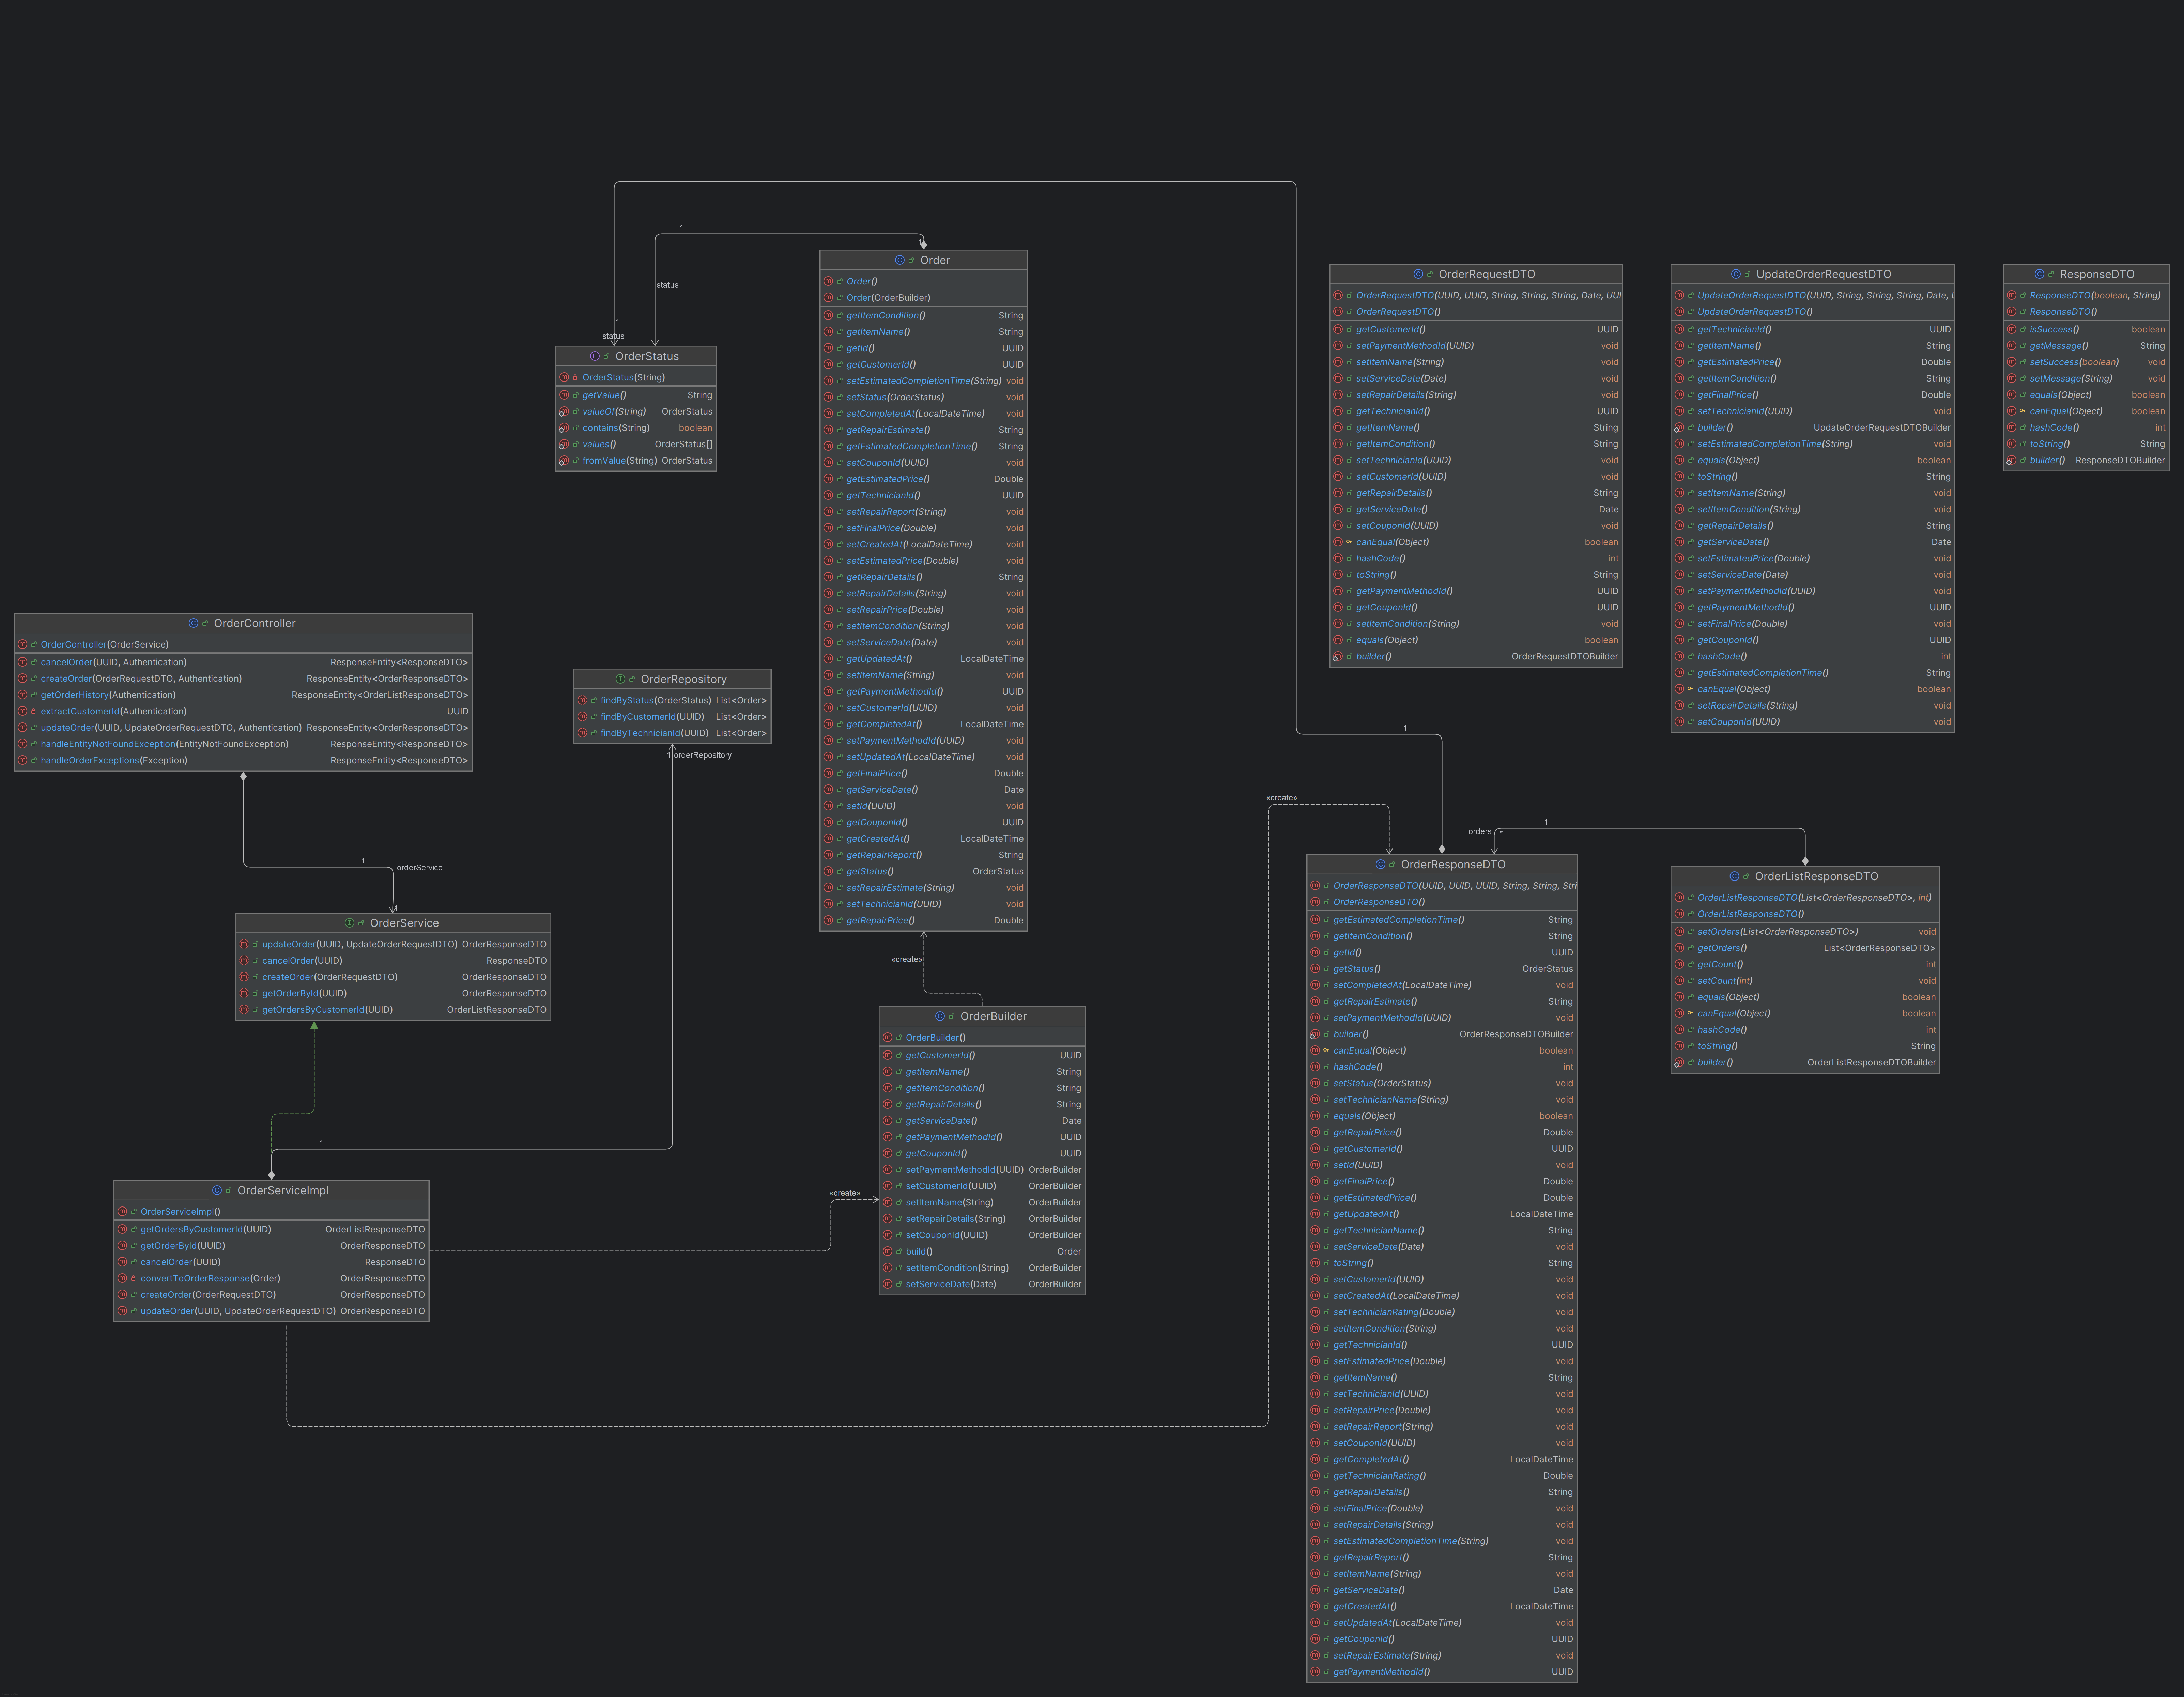 1
1
status
1
status
Order
Order()
Order(OrderBuilder)
getItemCondition() String
getItemName() String
getId() UUID
getCustomerId() UUID
setEstimatedCompletionTime(String) void
setStatus(OrderStatus) void
setCompletedAt(LocalDateTime) void
getRepairEstimate() String
getEstimatedCompletionTime() String
setCouponId(UUID) void
getEstimatedPrice() Double
getTechnicianId() UUID
setRepairReport(String) void
setFinalPrice(Double) void
setCreatedAt(LocalDateTime) void
setEstimatedPrice(Double) void
getRepairDetails() String
setRepairDetails(String) void
setRepairPrice(Double) void
setItemCondition(String) void
setServiceDate(Date) void
getUpdatedAt() LocalDateTime
setItemName(String) void
getPaymentMethodId() UUID
setCustomerId(UUID) void
getCompletedAt() LocalDateTime
setPaymentMethodId(UUID) void
setUpdatedAt(LocalDateTime) void
getFinalPrice() Double
getServiceDate() Date
setId(UUID) void
getCouponId() UUID
getCreatedAt() LocalDateTime
getRepairReport() String
getStatus() OrderStatus
setRepairEstimate(String) void
setTechnicianId(UUID) void
getRepairPrice() Double
OrderStatus
OrderStatus(String)
getValue() String
valueOf(String) OrderStatus
contains(String) boolean
values() OrderStatus[]
fromValue(String) OrderStatus
OrderRequestDTO
OrderRequestDTO(UUID, UUID, String, String, String, Date, UUI
OrderRequestDTO()
getCustomerId() UUID
setPaymentMethodId(UUID) void
setItemName(String) void
setServiceDate(Date) void
setRepairDetails(String) void
getTechnicianId() UUID
getItemName() String
getItemCondition() String
setTechnicianId(UUID) void
setCustomerId(UUID) void
getRepairDetails() String
getServiceDate() Date
setCouponId(UUID) void
canEqual(Object) boolean
hashCode() int
toString() String
getPaymentMethodId() UUID
getCouponId() UUID
setItemCondition(String) void
equals(Object) boolean
builder() OrderRequestDTOBuilder
UpdateOrderRequestDTO
UpdateOrderRequestDTO(UUID, String, String, String, Date, U
UpdateOrderRequestDTO()
getTechnicianId() UUID
getItemName() String
getEstimatedPrice() Double
getItemCondition() String
getFinalPrice() Double
setTechnicianId(UUID) void
builder() UpdateOrderRequestDTOBuilder
setEstimatedCompletionTime(String) void
equals(Object) boolean
toString() String
setItemName(String) void
setItemCondition(String) void
getRepairDetails() String
getServiceDate() Date
setEstimatedPrice(Double) void
setServiceDate(Date) void
setPaymentMethodId(UUID) void
getPaymentMethodId() UUID
setFinalPrice(Double) void
getCouponId() UUID
hashCode() int
getEstimatedCompletionTime() String
canEqual(Object) boolean
setRepairDetails(String) void
setCouponId(UUID) void
ResponseDTO
ResponseDTO(boolean, String)
ResponseDTO()
isSuccess() boolean
getMessage() String
setSuccess(boolean) void
setMessage(String) void
equals(Object) boolean
canEqual(Object) boolean
hashCode() int
toString() String
builder() ResponseDTOBuilder
OrderController
OrderController(OrderService)
cancelOrder(UUID, Authentication) ResponseEntity<ResponseDTO>
createOrder(OrderRequestDTO, Authentication) ResponseEntity<OrderResponseDTO>
getOrderHistory(Authentication) ResponseEntity<OrderListResponseDTO>
extractCustomerId(Authentication) UUID
updateOrder(UUID, UpdateOrderRequestDTO, Authentication) ResponseEntity<OrderResponseDTO>
handleEntityNotFoundException(EntityNotFoundException) ResponseEntity<ResponseDTO>
handleOrderExceptions(Exception) ResponseEntity<ResponseDTO>
OrderRepository
findByStatus(OrderStatus) List<Order>
findByCustomerId(UUID) List<Order>
findByTechnicianId(UUID) List<Order>
1 orderRepository
1
«create»
1
orders *
1
orderService
1
OrderService
updateOrder(UUID, UpdateOrderRequestDTO) OrderResponseDTO
cancelOrder(UUID) ResponseDTO
createOrder(OrderRequestDTO) OrderResponseDTO
getOrderById(UUID) OrderResponseDTO
getOrdersByCustomerId(UUID) OrderListResponseDTO
OrderResponseDTO
OrderResponseDTO(UUID, UUID, UUID, String, String, Stri
OrderResponseDTO()
getEstimatedCompletionTime() String
getItemCondition() String
getId() UUID
getStatus() OrderStatus
setCompletedAt(LocalDateTime) void
getRepairEstimate() String
setPaymentMethodId(UUID) void
builder() OrderResponseDTOBuilder
canEqual(Object) boolean
hashCode() int
setStatus(OrderStatus) void
setTechnicianName(String) void
equals(Object) boolean
getRepairPrice() Double
getCustomerId() UUID
setId(UUID) void
getFinalPrice() Double
getEstimatedPrice() Double
getUpdatedAt() LocalDateTime
getTechnicianName() String
setServiceDate(Date) void
toString() String
setCustomerId(UUID) void
setCreatedAt(LocalDateTime) void
setTechnicianRating(Double) void
setItemCondition(String) void
getTechnicianId() UUID
setEstimatedPrice(Double) void
getItemName() String
setTechnicianId(UUID) void
setRepairPrice(Double) void
setRepairReport(String) void
setCouponId(UUID) void
getCompletedAt() LocalDateTime
getTechnicianRating() Double
getRepairDetails() String
setFinalPrice(Double) void
setRepairDetails(String) void
setEstimatedCompletionTime(String) void
getRepairReport() String
setItemName(String) void
getServiceDate() Date
getCreatedAt() LocalDateTime
setUpdatedAt(LocalDateTime) void
getCouponId() UUID
setRepairEstimate(String) void
getPaymentMethodId() UUID
OrderListResponseDTO
OrderListResponseDTO(List<OrderResponseDTO>, int)
OrderListResponseDTO()
setOrders(List<OrderResponseDTO>) void
getOrders() List<OrderResponseDTO>
getCount() int
setCount(int) void
equals(Object) boolean
canEqual(Object) boolean
hashCode() int
toString() String
builder() OrderListResponseDTOBuilder
«create»
OrderBuilder
OrderBuilder()
getCustomerId() UUID
getItemName() String
getItemCondition() String
getRepairDetails() String
getServiceDate() Date
getPaymentMethodId() UUID
getCouponId() UUID
setPaymentMethodId(UUID) OrderBuilder
setCustomerId(UUID) OrderBuilder
setItemName(String) OrderBuilder
setRepairDetails(String) OrderBuilder
setCouponId(UUID) OrderBuilder
build() Order
setItemCondition(String) OrderBuilder
setServiceDate(Date) OrderBuilder
1
«create»
OrderServiceImpl
OrderServiceImpl()
getOrdersByCustomerId(UUID) OrderListResponseDTO
getOrderById(UUID) OrderResponseDTO
cancelOrder(UUID) ResponseDTO
convertToOrderResponse(Order) OrderResponseDTO
createOrder(OrderRequestDTO) OrderResponseDTO
updateOrder(UUID, UpdateOrderRequestDTO) OrderResponseDTO